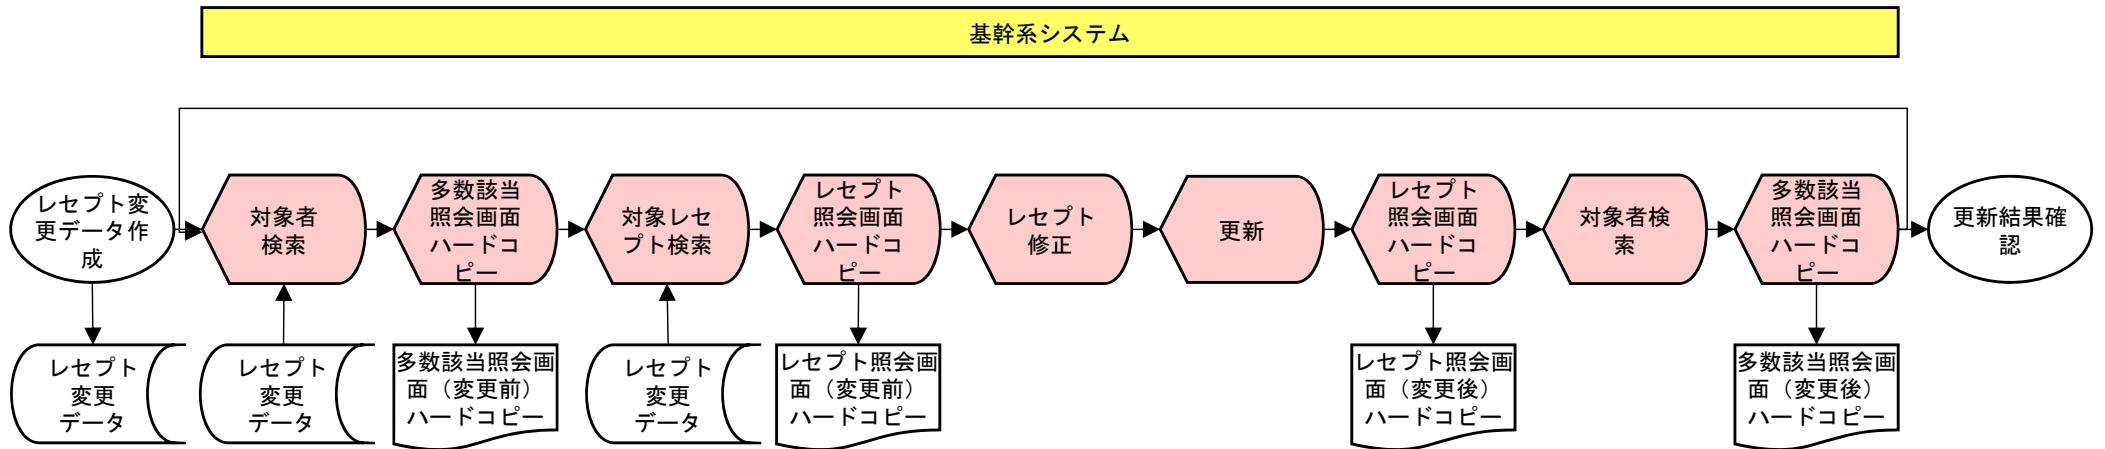 基幹系システム
レセプト変
更データ作
成
対象者
検索
多数該当
照会画面
ハードコ
ピー
対象レセ
プト検索
レセプト
照会画面
ハードコ
ピー
レセプト
修正
更新
レセプト
照会画面
ハードコ
ピー
対象者検
索
多数該当
照会画面
ハードコ
ピー
更新結果確
認
レセプト
変更
データ
レセプト
変更
データ
多数該当照会画
面（変更前）
ハードコピー
レセプト
変更
データ
レセプト照会画
面（変更前）
ハードコピー
レセプト照会画
面（変更後）
ハードコピー
多数該当照会画
面（変更後）
ハードコピー